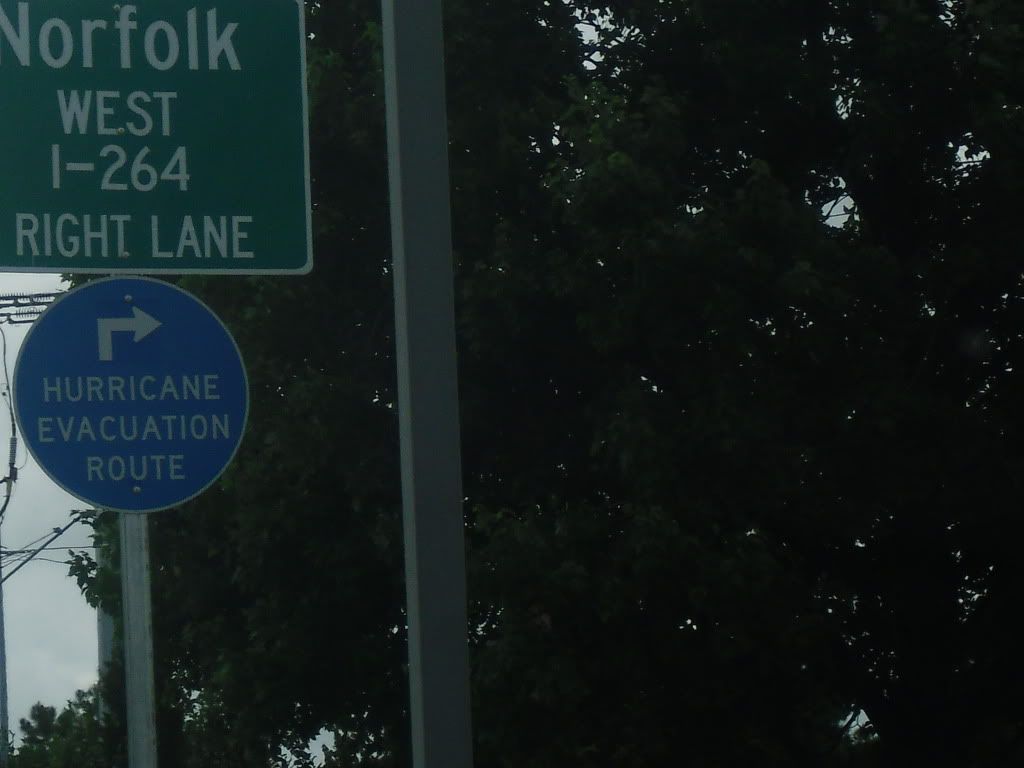 Norfolk
WEST
I-264
RIGHT LANE
HURRICANE
EVACUATION
ROUTE